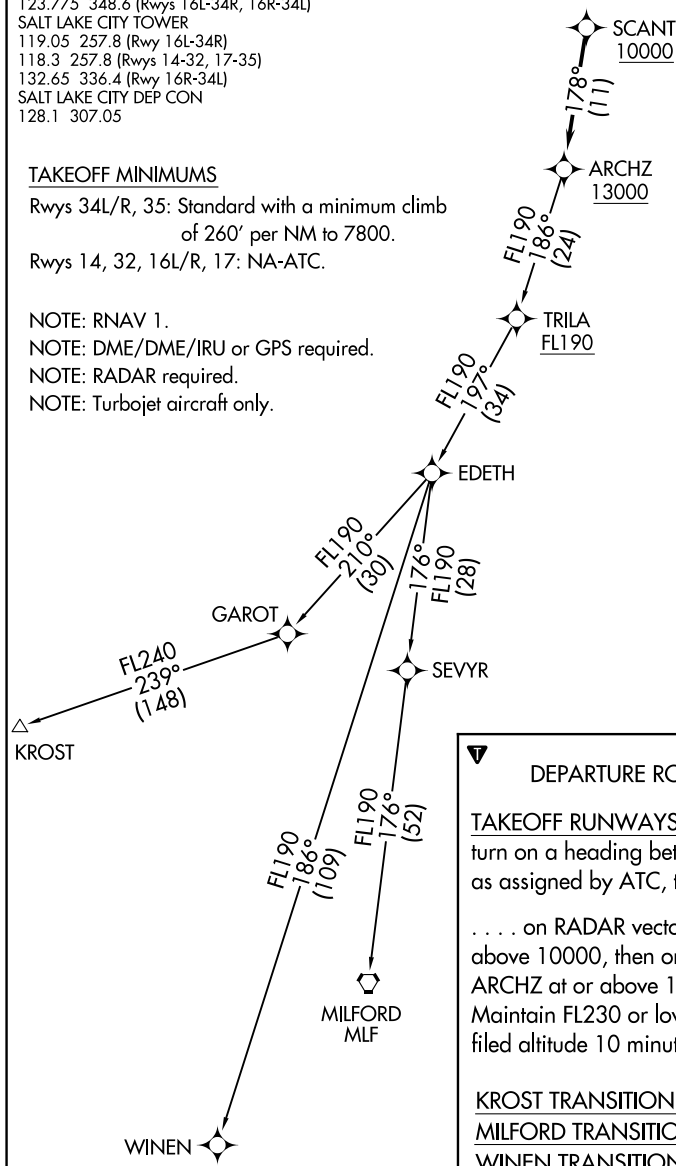 123.775 348.6 (Rwys 16L-34R, 16R-34L)
SALT LAKE CITY TOWER
119.05 257.8 (Rwy 16L-34R)
118.3 257.8 (Rwys 14-32, 17-35)
132.65 336.4 (Rwy 16R-34L)
SALT LAKE CITY DEP CON
128.1 307.05
TAKEOFF MINIMUMS
Rwys 34L/R, 35: Standard with a minimum climb
of 260' per NM to 7800.
Rwys 14, 32, 16L/R, 17: NA-ATC.
NOTE: RNAV 1.
NOTE: DME/DME/IRU or GPS required.
NOTE: RADAR required.
NOTE: Turbojet aircraft only.
SCANT
10000
178°
(11)
ARCHZ
13000
FL190
186°
(24)
TRILA
FL190
FL190
197°
(34)
EDETH
FL190
210°
(30)
176°
FL190
(28)
GAROT
FL240
239°
(148)
KROST
SEVYR
FL190
176°
(52)
FL190
186°
(109)
MILFORD
MLF
WINEN
T
DEPARTURE RO
TAKEOFF RUNWAYS
turn on a heading bet
as assigned by ATC, t
. . . . on RADAR vecto
above 10000, then on
ARCHZ at or above 1
Maintain FL230 or low
filed altitude 10 minut
KROST TRANSITION
MILFORD TRANSITIO
WINEN TRANSITION